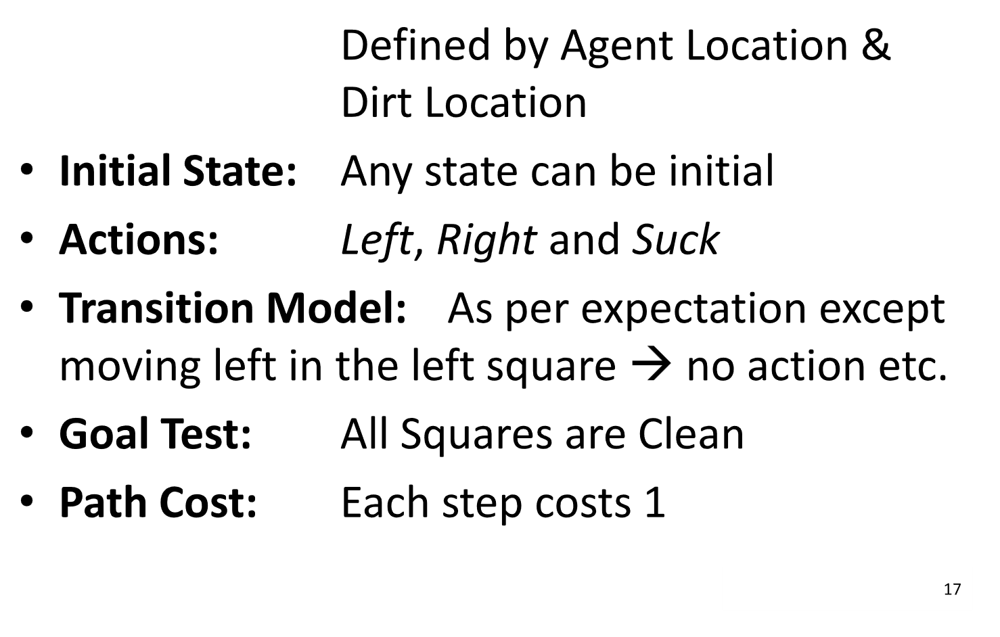 Defined by Agent Location &
Dirt Location
• Initial State: Any state can be initial
• Actions: Left, Right and Suck
• Transition Model: As per expectation except
moving left in the left square → no action etc.
• Goal Test: All Squares are Clean
• Path Cost: Each step costs 1
17